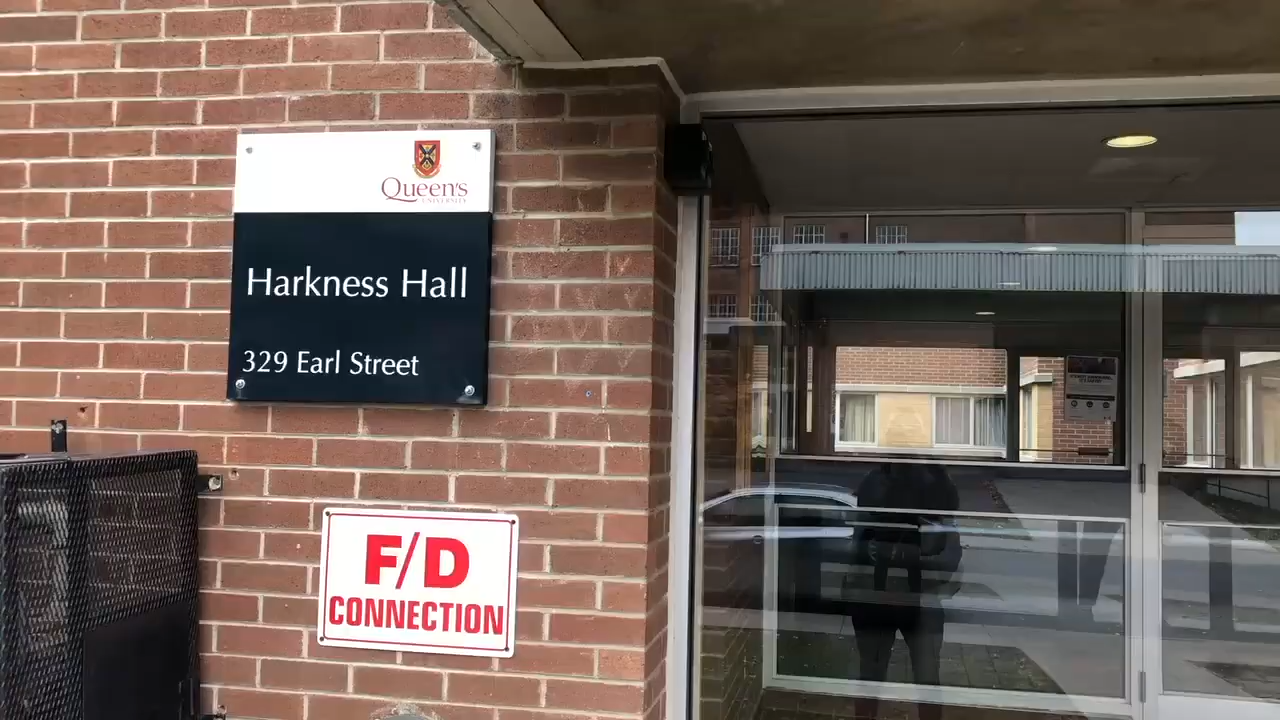 Queen's
UNIVERSITY
Harkness Hall
329 Earl Street
F/D
CONNECTION